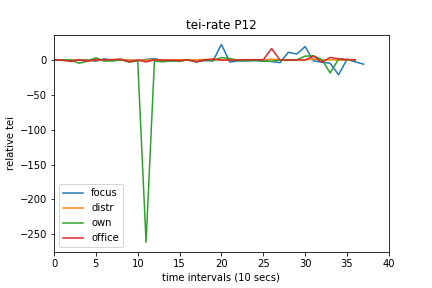 tei-rate P12
relative tei
0
−50
−100
−150
−200
−250
focus
distr
own
office
0 5 10 15 20 25 30 35 40
time intervals (10 secs)